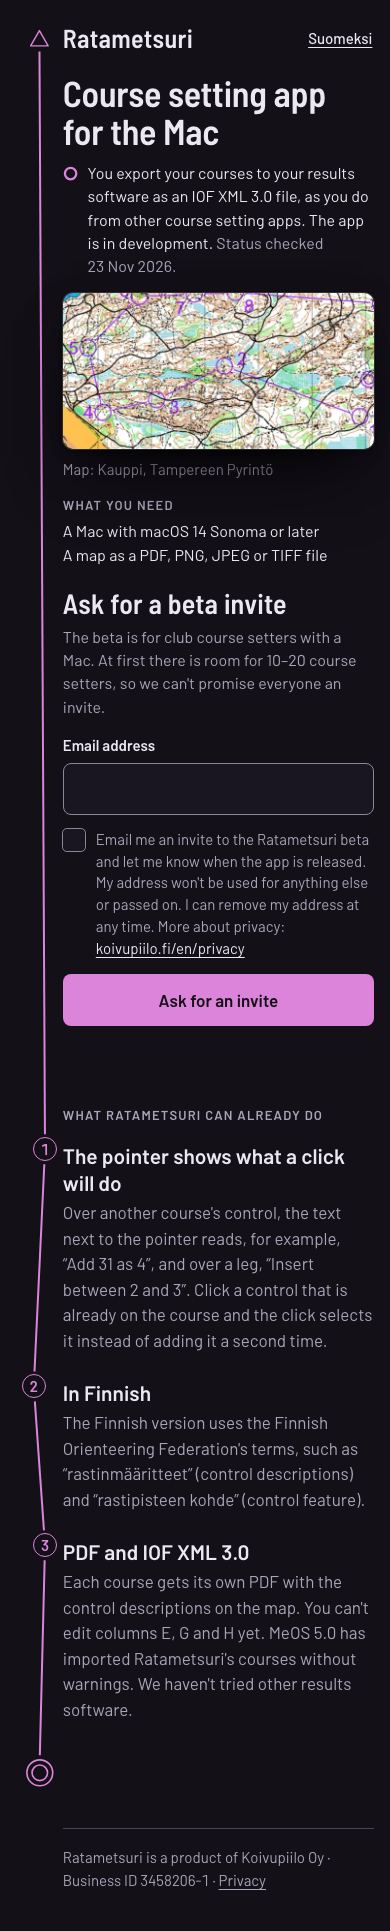 Ratametsuri
Suomeksi
Course setting app
for the Mac
You export your courses to your results
software as an IOF XML 3.0 file, as you do
from other course setting apps. The app
is in development. Status checked
23 Nov 2026.
7
8
5
2
4
3
Map: Kauppi, Tampereen Pyrintö
WHAT YOU NEED
A Mac with macOS 14 Sonoma or later
A map as a PDF, PNG, JPEG or TIFF file
Ask for a beta invite
The beta is for club course setters with a
Mac. At first there is room for 10–20 course
setters, so we can't promise everyone an
invite.
Email address
Email me an invite to the Ratametsuri beta
and let me know when the app is released.
My address won't be used for anything else
or passed on. I can remove my address at
any time. More about privacy:
koivupiilo.fi/en/privacy
Ask for an invite
WHAT RATAMETSURI CAN ALREADY DO
1
The pointer shows what a click
will do
Over another course's control, the text
next to the pointer reads, for example,
“Add 31 as 4”, and over a leg, “Insert
between 2 and 3”. Click a control that is
already on the course and the click selects
it instead of adding it a second time.
2
In Finnish
The Finnish version uses the Finnish
Orienteering Federation's terms, such as
“rastinmääritteet” (control descriptions)
and “rastipisteen kohde” (control feature).
3
PDF and IOF XML 3.0
Each course gets its own PDF with the
control descriptions on the map. You can't
edit columns E, G and H yet. MeOS 5.0 has
imported Ratametsuri's courses without
warnings. We haven't tried other results
software.
Ratametsuri is a product of Koivupiilo Oy ·
Business ID 3458206-1 · Privacy